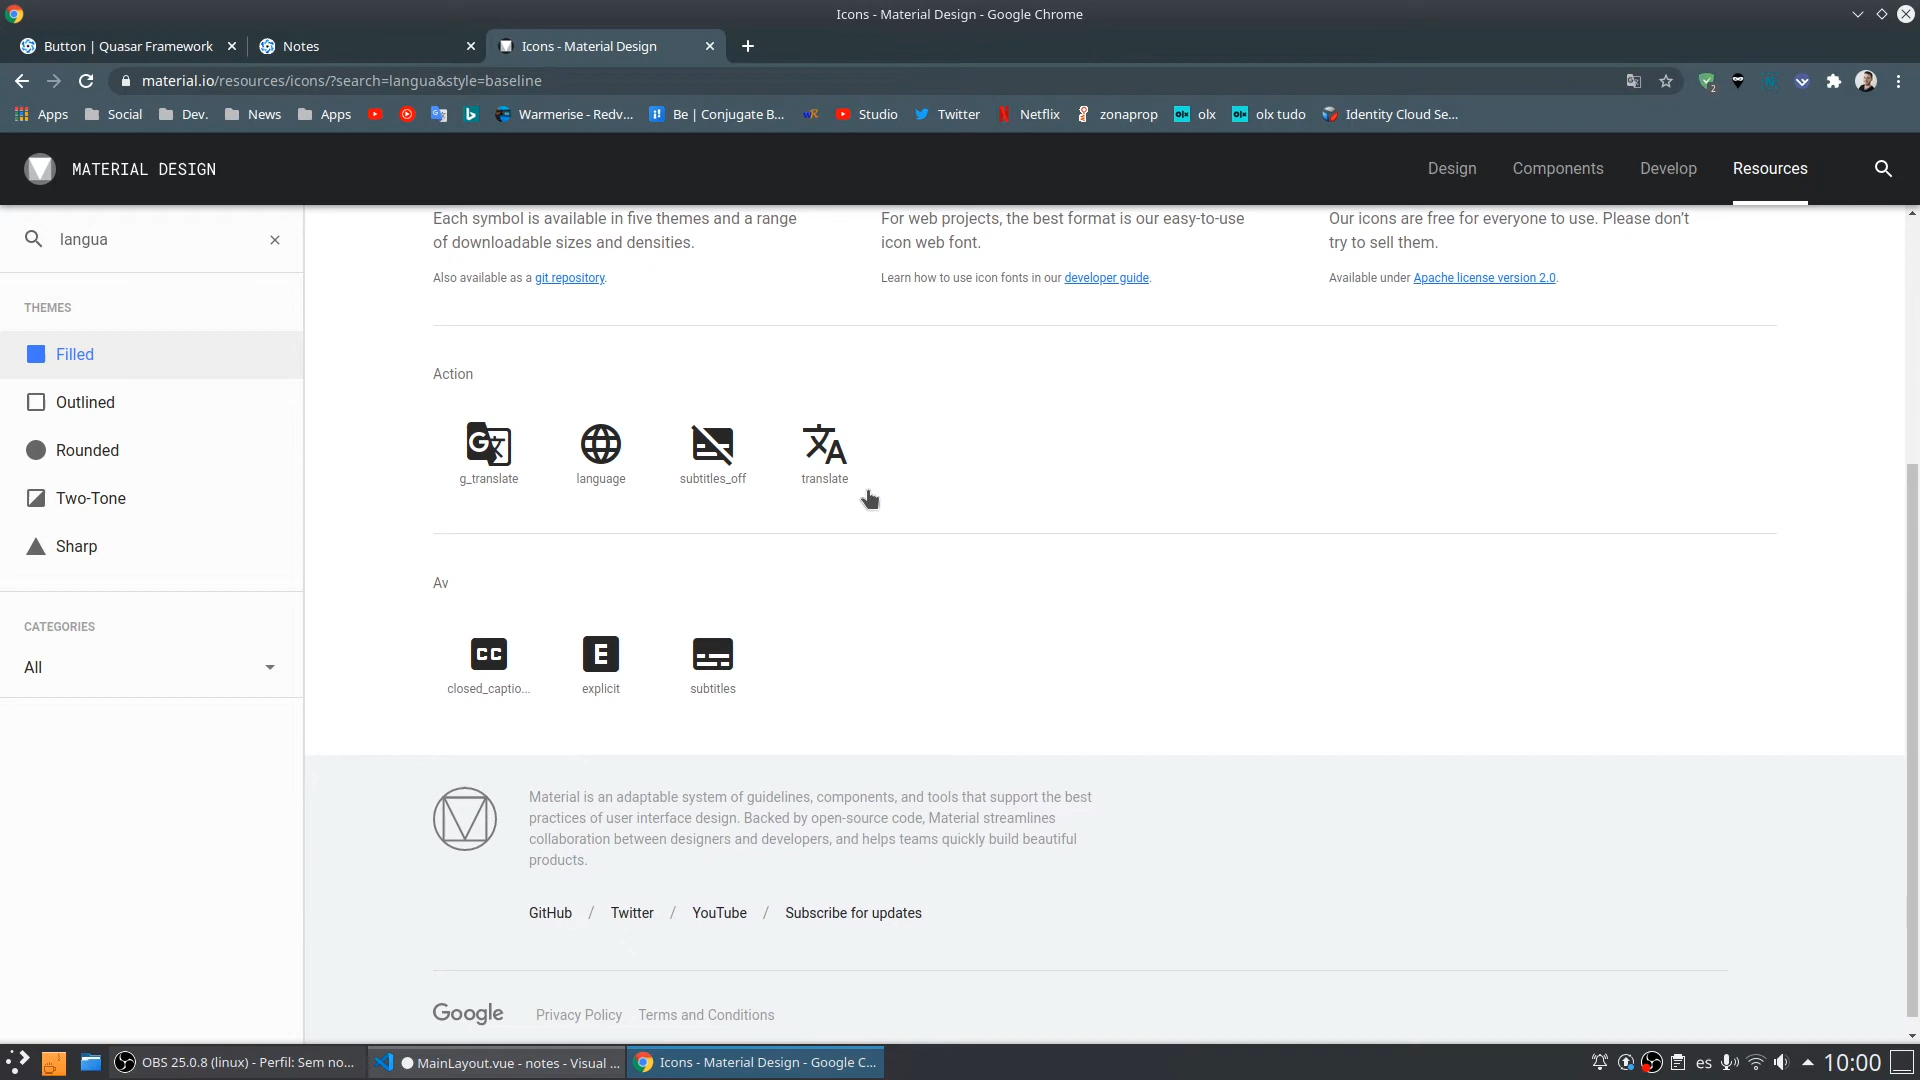 Icons - Material Design - Google Chrome
Button | Quasar Framework
Notes
Icons - Material Design
material.io/resources/icons/?search=langua&style=baseline
2
Apps
Social
Dev.
News
Apps
Warmerise - Redv...
Be | Conjugate B...
Studio
Twitter
Netflix
zonaprop
olx
olx tudo
Identity Cloud Se...
MATERIAL DESIGN
Design
Components
Develop
Resources
langua
THEMES
Filled
Outlined
Rounded
Two-Tone
Sharp
CATEGORIES
All
Each symbol is available in five themes and a range
of downloadable sizes and densities.
Also available as a git repository.
For web projects, the best format is our easy-to-use
icon web font.
Learn how to use icon fonts in our developer guide.
Our icons are free for everyone to use. Please don't
try to sell them.
Available under Apache license version 2.0.
Action
g_translate
language
subtitles_off
translate
Av
CC
closed_captio...
E
explicit
subtitles
Material is an adaptable system of guidelines, components, and tools that support the best
practices of user interface design. Backed by open-source code, Material streamlines
collaboration between designers and developers, and helps teams quickly build beautiful
products.
GitHub / Twitter / YouTube / Subscribe for updates
Google
Privacy Policy
Terms and Conditions
OBS 25.0.8 (linux) - Perfil: Sem no...
MainLayout.vue - notes - Visual ...
Icons - Material Design - Google C...
es
10:00